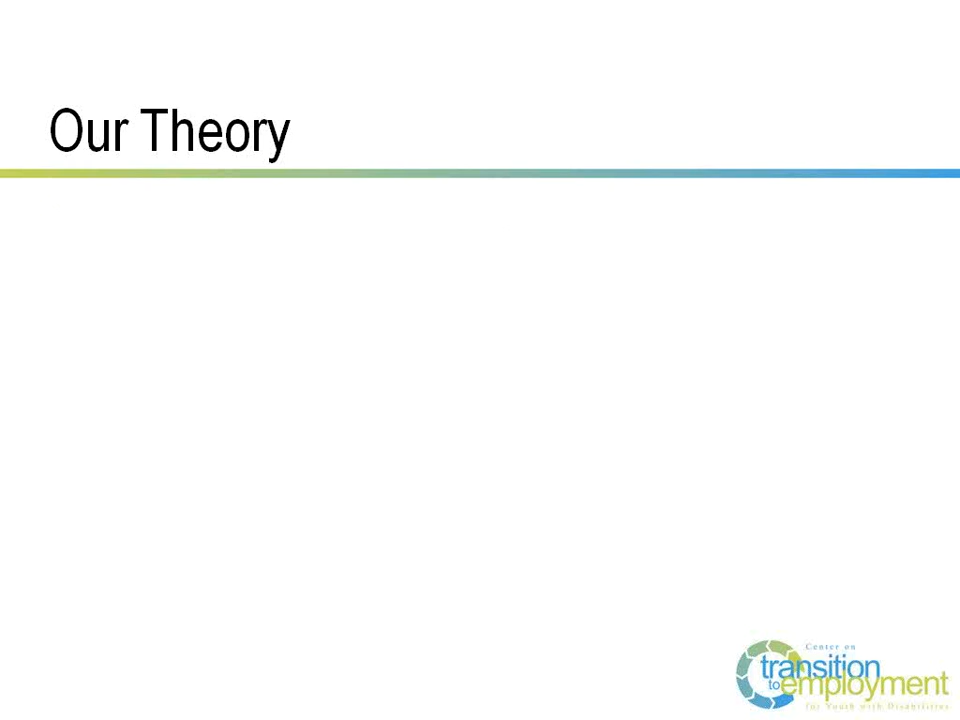 Our Theory
Center on
transition
to employment
for Youth with Disabilities